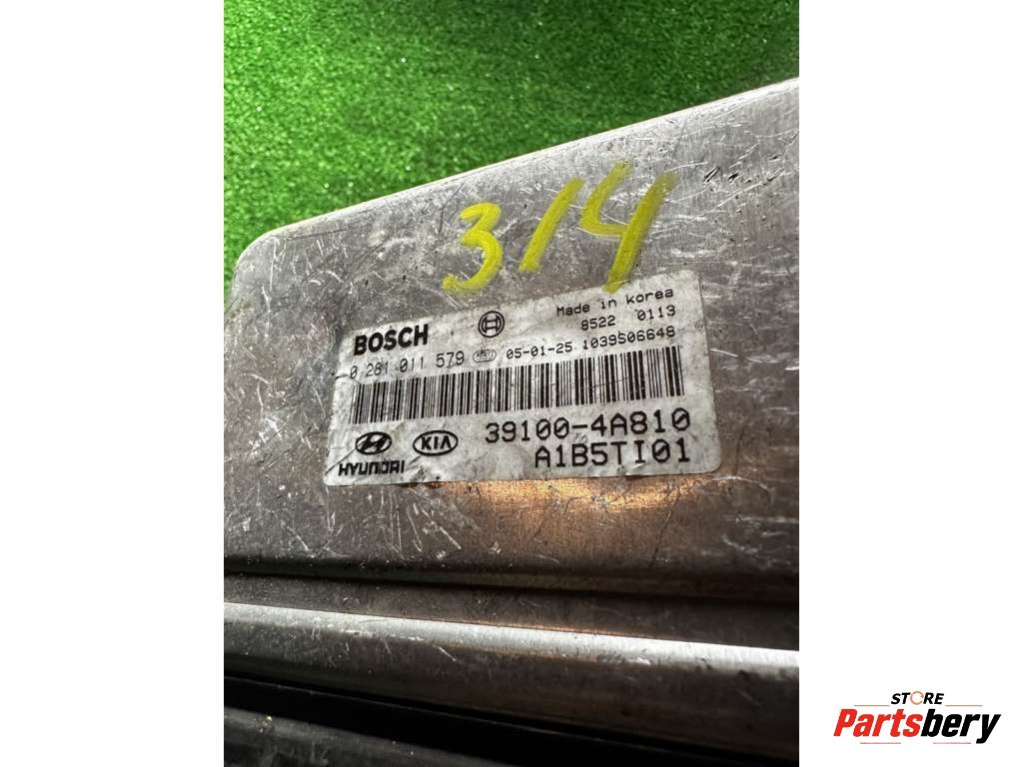 314
BOSCH
Made in Korea
8522 0113
0 281 011 579 05-01-25 1039S06648
39100-4A810
HYUNDAI KIA
A1B5TI01
STORE
Partsbery